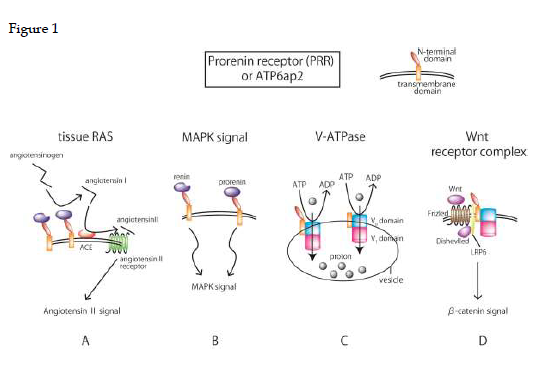 Figure 1
Prorenin receptor (PRR)
or ATP6ap2
N-terminal
domain
transmembrane
domain
tissue RAS
MAPK signal
V-ATPase
Wnt
receptor complex
angiotensinogen
angiotensin I
angiotensinII
ACE
angiotensin II
receptor
Angiotensin II signal
renin
prorenin
MAPK signal
ATP
ADP
ATP
ADP
V. domain
V, domain
proton
vesicle
Wnt
Frizled
Dishevlled
LRP6
β-catenin signal
A
B
C
D